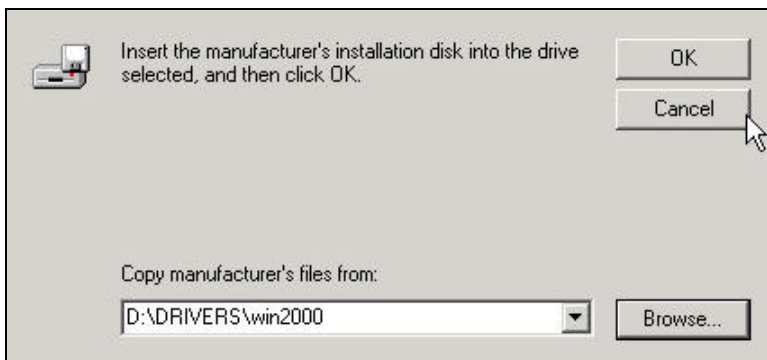 Insert the manufacturer's installation disk into the drive
selected, and then click OK.
OK
Cancel
Copy manufacturer's files from:
D:\DRIVERS\win2000
Browse...